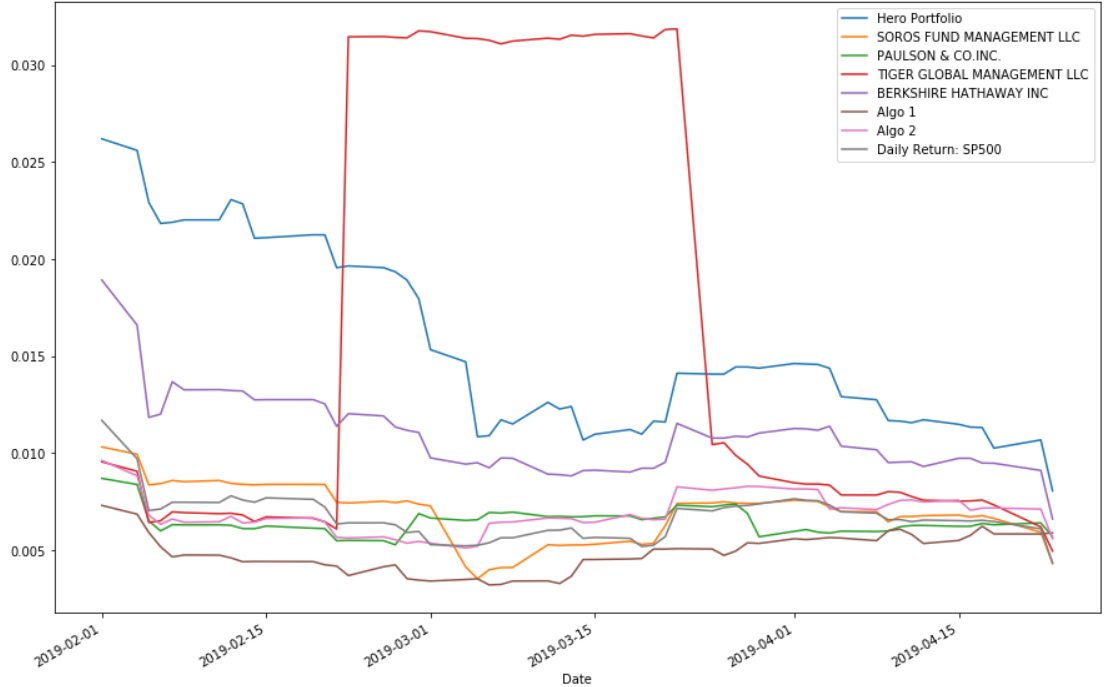 Hero Portfolio
SOROS FUND MANAGEMENT LLC
PAULSON & CO.INC.
TIGER GLOBAL MANAGEMENT LLC
BERKSHIRE HATHAWAY INC
Algo 1
Algo 2
Daily Return: SP500
0.030
0.025
0.020
0.015
0.010
0.005
2019-02-01
2019-02-15
2019-03-01
2019-03-15
2019-04-01
2019-04-15
Date